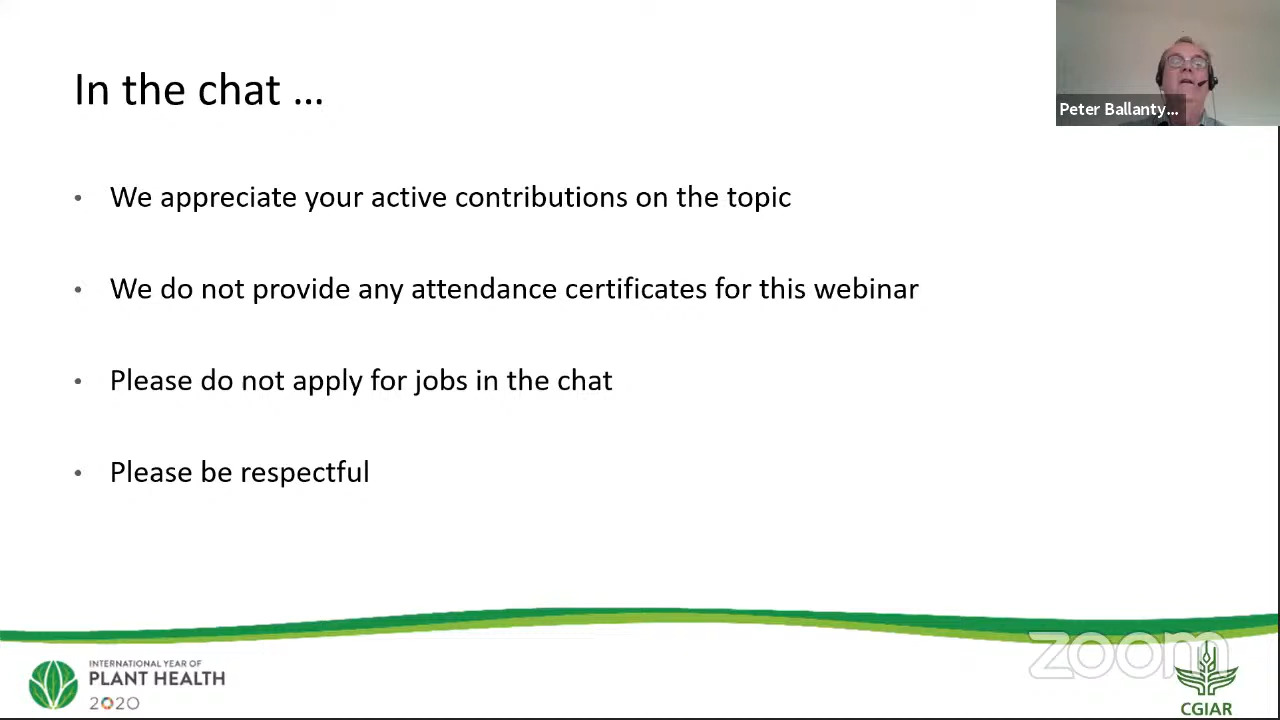 In the chat ...
Peter Ballanty...
• We appreciate your active contributions on the topic
• We do not provide any attendance certificates for this webinar
• Please do not apply for jobs in the chat
• Please be respectful
zoom
INTERNATIONAL YEAR OF
PLANT HEALTH
2020
CGIAR